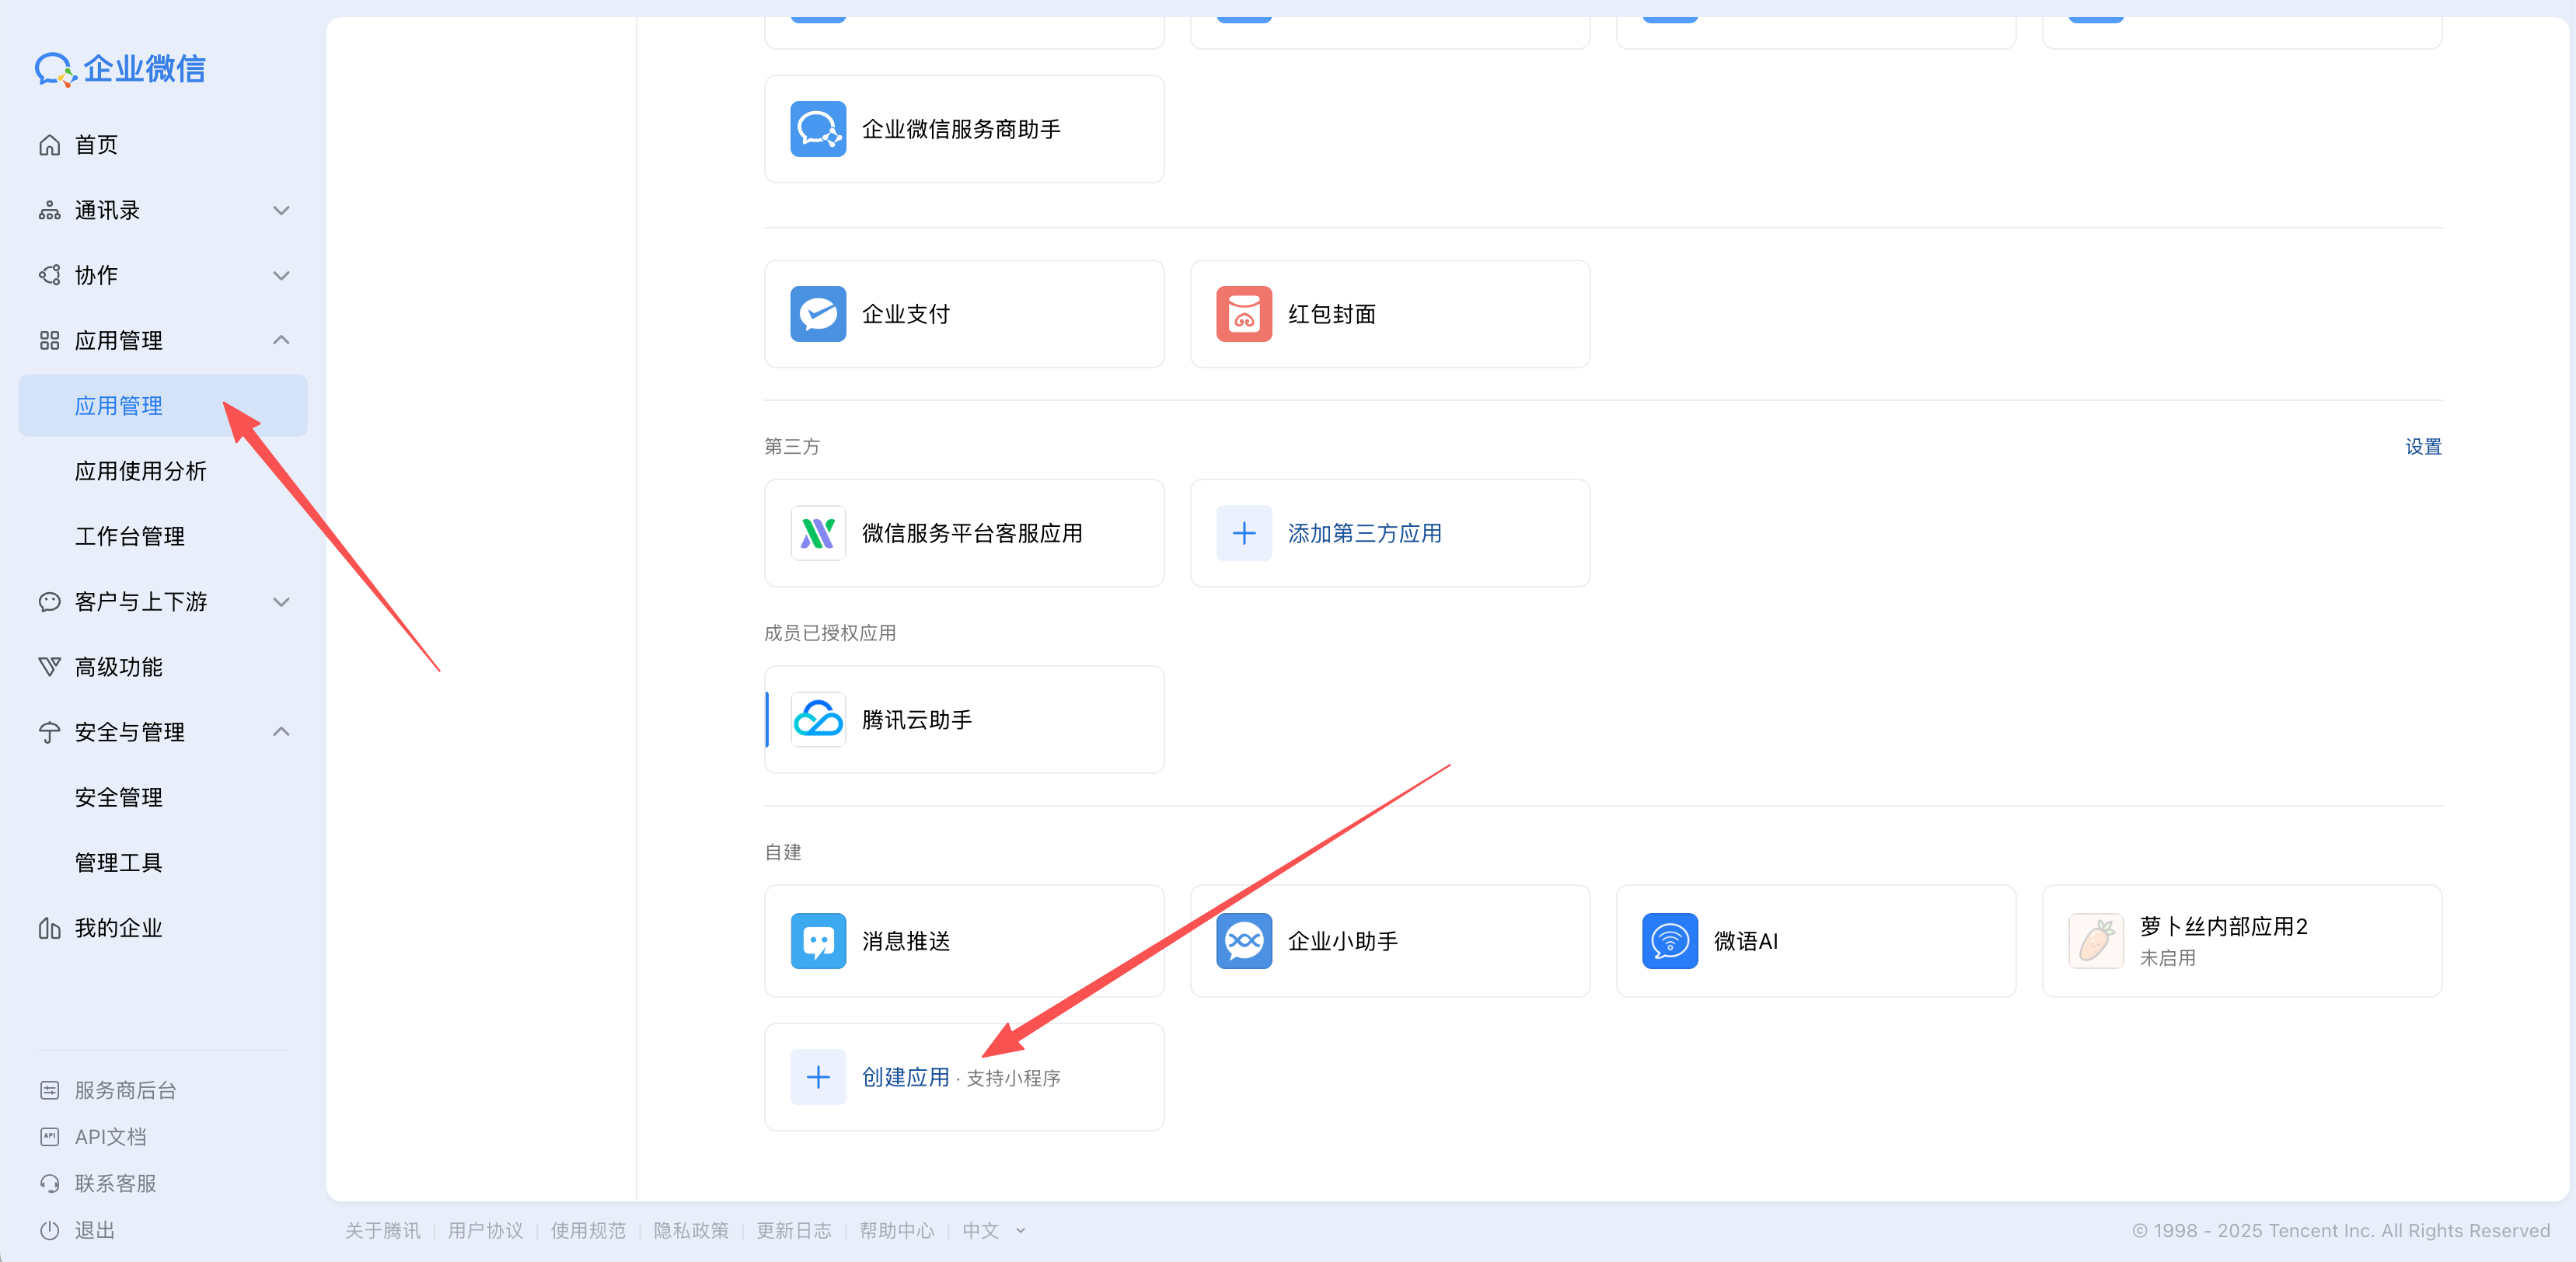 企业微信
首页
通讯录
协作
应用管理
应用管理
应用使用分析
工作台管理
客户与上下游
高级功能
安全与管理
安全管理
管理工具
我的企业
服务商后台
API文档
联系客服
退出
企业微信服务商助手
企业支付
红包封面
第三方
设置
微信服务平台客服应用
添加第三方应用
成员已授权应用
腾讯云助手
自建
消息推送
企业小助手
微语AI
萝卜丝内部应用2
未启用
创建应用 · 支持小程序
关于腾讯 | 用户协议 | 使用规范 | 隐私政策 | 更新日志 | 帮助中心 | 中文
© 1998 - 2025 Tencent Inc. All Rights Reserved